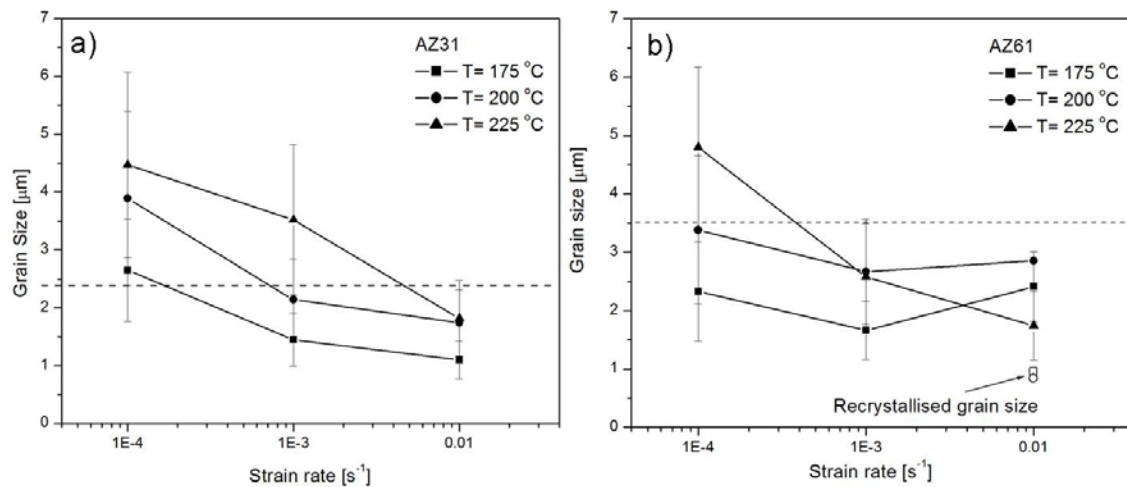 a)
AZ31
T= 175 °C
T= 200 °C
T= 225 °C
Grain Size [μm]
7
6
5
4
3
2
1
0
1E-4
1E-3
0.01
Strain rate [s⁻¹]
b)
AZ61
T= 175 °C
T= 200 °C
T= 225 °C
Grain size [μm]
7
6
5
4
3
2
1
0
Recrystallised grain size
1E-4
1E-3
0.01
Strain rate [s⁻¹]